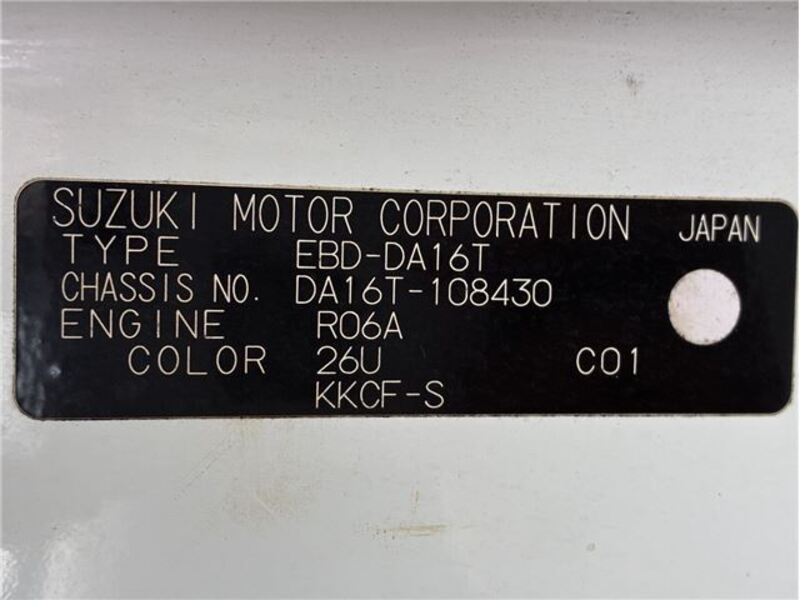 SUZUKI MOTOR CORPORATION JAPAN
TYPE EBD-DA16T
CHASSIS NO. DA16T-108430
ENGINE R06A
COLOR 26U C01
KKCF-S